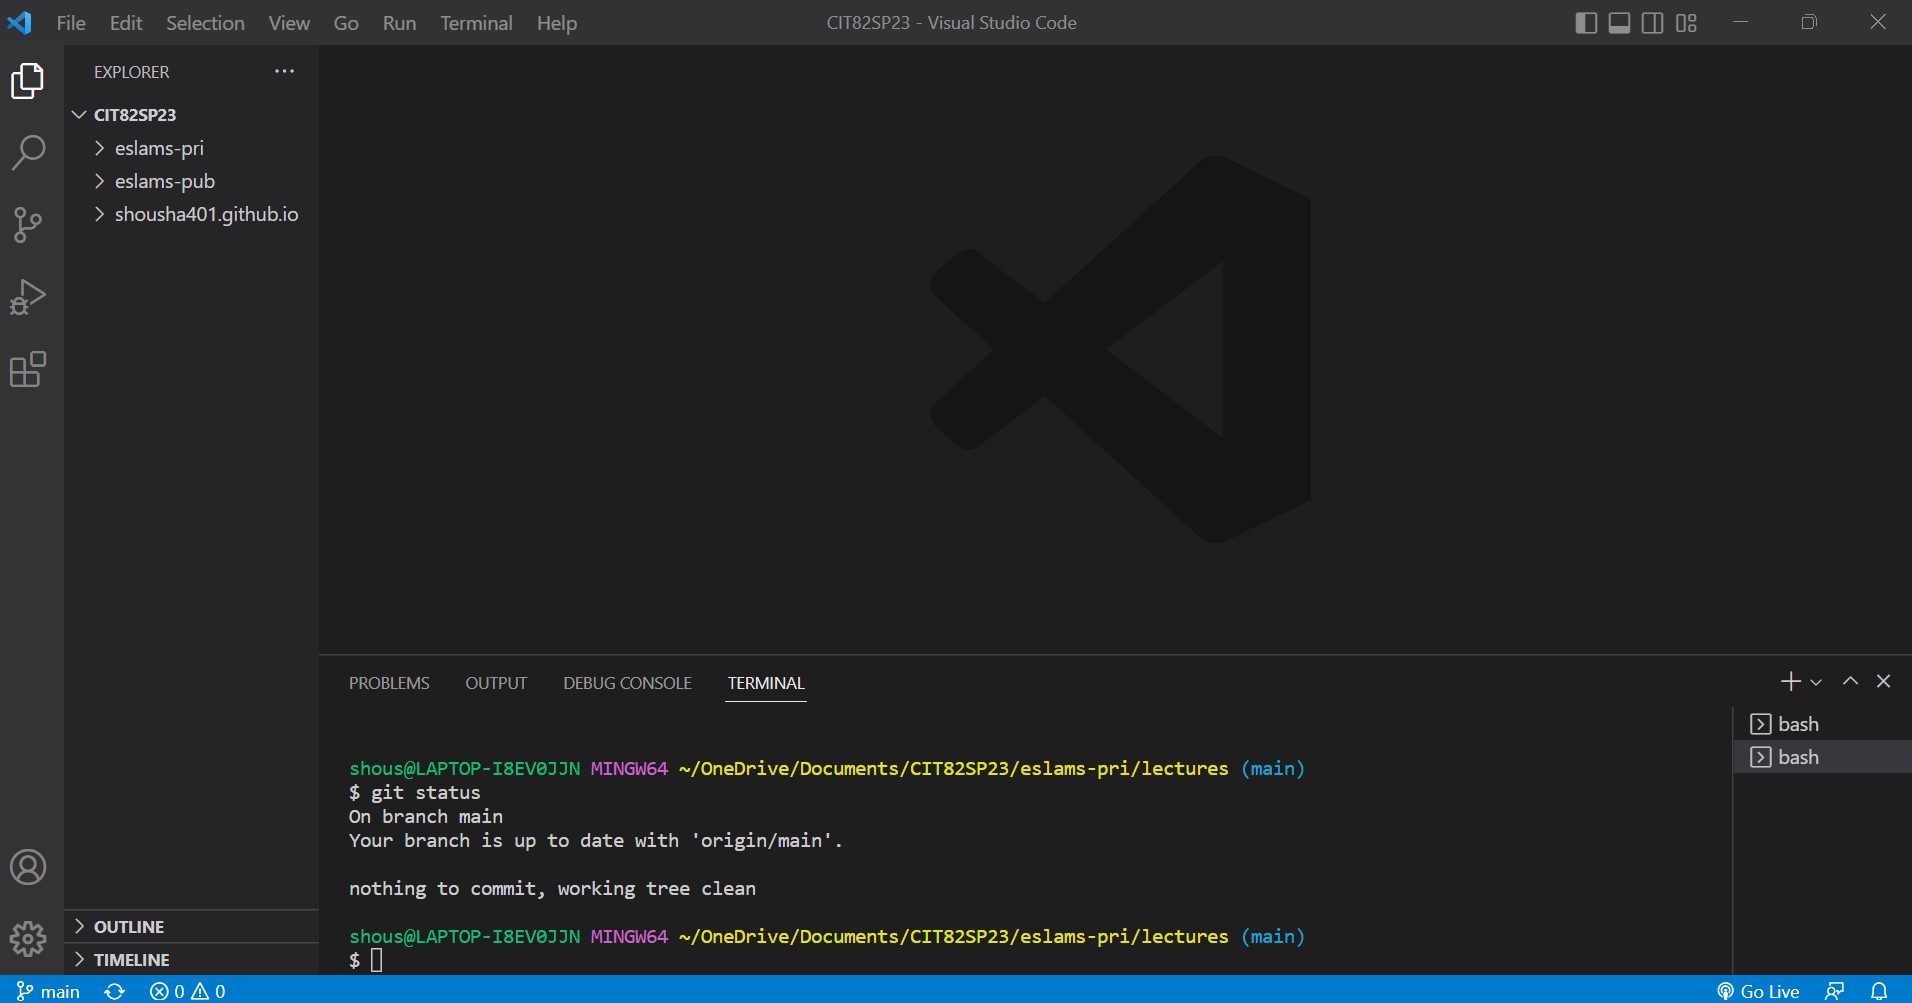 File Edit Selection View Go Run Terminal Help CIT82SP23 - Visual Studio Code
EXPLORER
CIT82SP23
eslams-pri
eslams-pub
shousha401.github.io
OUTLINE
TIMELINE
PROBLEMS OUTPUT DEBUG CONSOLE TERMINAL
shous@LAPTOP-I8EV0JJN MINGW64 ~/OneDrive/Documents/CIT82SP23/eslams-pri/lectures (main)
$ git status
On branch main
Your branch is up to date with 'origin/main'.
nothing to commit, working tree clean
shous@LAPTOP-I8EV0JJN MINGW64 ~/OneDrive/Documents/CIT82SP23/eslams-pri/lectures (main)
$
bash
bash
main 0 0 Go Live